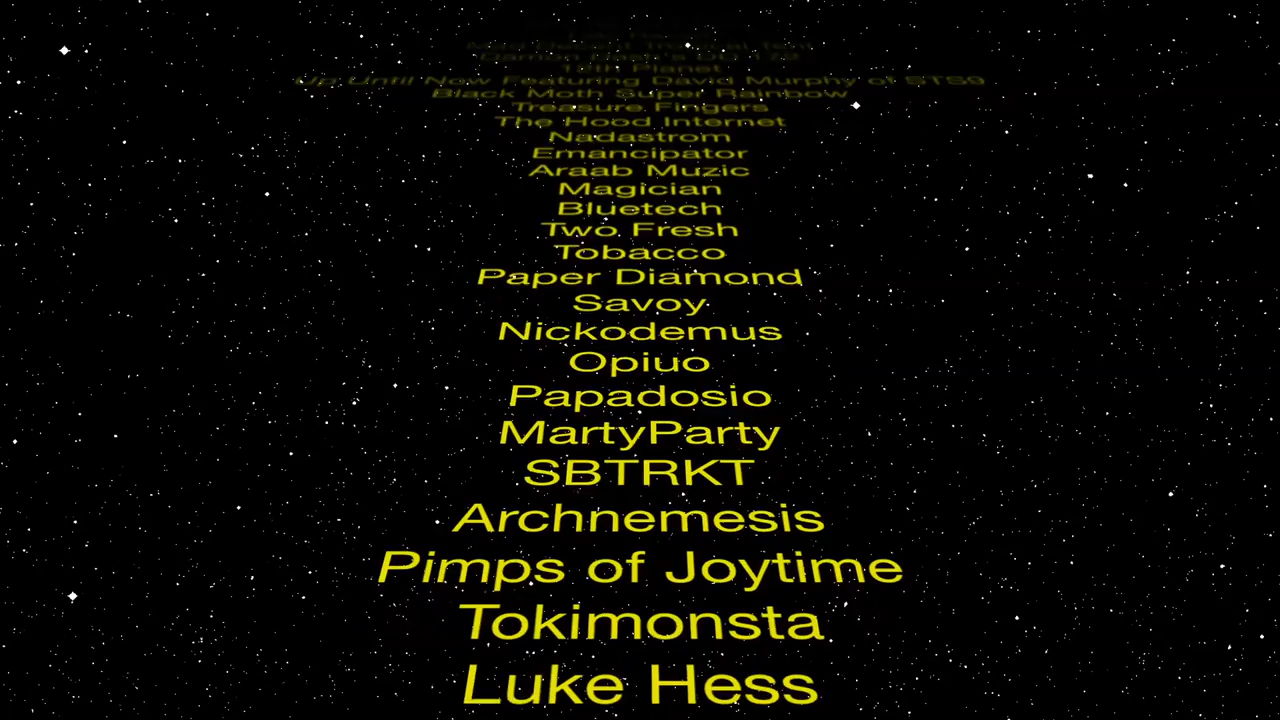 12th Planet
Up Until Now Featuring David Murphy of STS9
Black Moth Super Rainbow
Treasure Fingers
The Hood Internet
Nadastrom
Emancipator
Araab Muzic
Magician
Bluetech
Two Fresh
Tobacco
Paper Diamond
Savoy
Nickodemus
Opiuo
Papadosio
MartyParty
SBTRKT
Archnemesis
Pimps of Joytime
Tokimonsta
Luke Hess